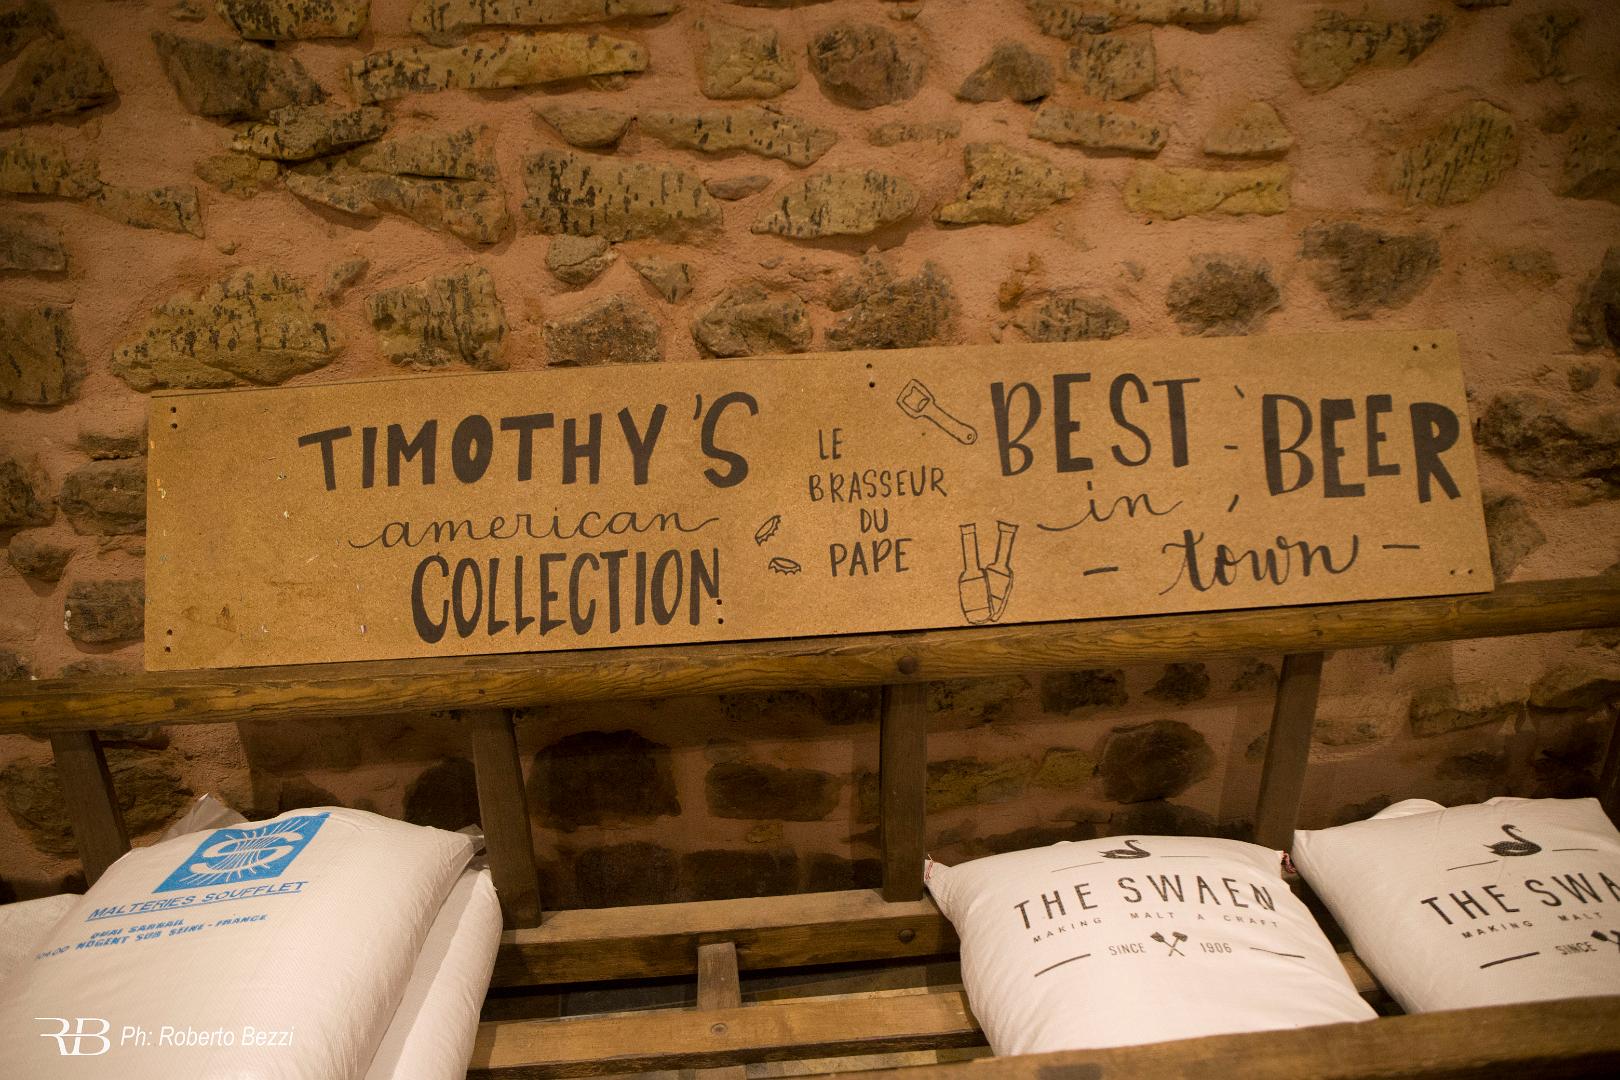 TIMOTHY'S
american
COLLECTION
LE
BRASSEUR
DU
PAPE
BEST - BEER
in
- town -
MALTERIES SOUFFLET
QUAI SARRAIL
NOGENT SUR SEINE - FRANCE
THE SWAEN
MAKING MALT A CRAFT
SINCE 1906
THE SWA
MAKING MALT
SINCE
RB Ph: Roberto Bezzi